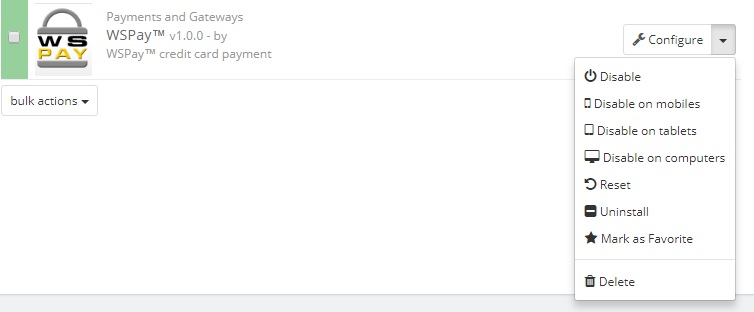 Payments and Gateways
WS
PAY
WSPay™ v1.0.0 - by
WSPay™ credit card payment
Configure
bulk actions
Disable
Disable on mobiles
Disable on tablets
Disable on computers
Reset
Uninstall
Mark as Favorite
Delete